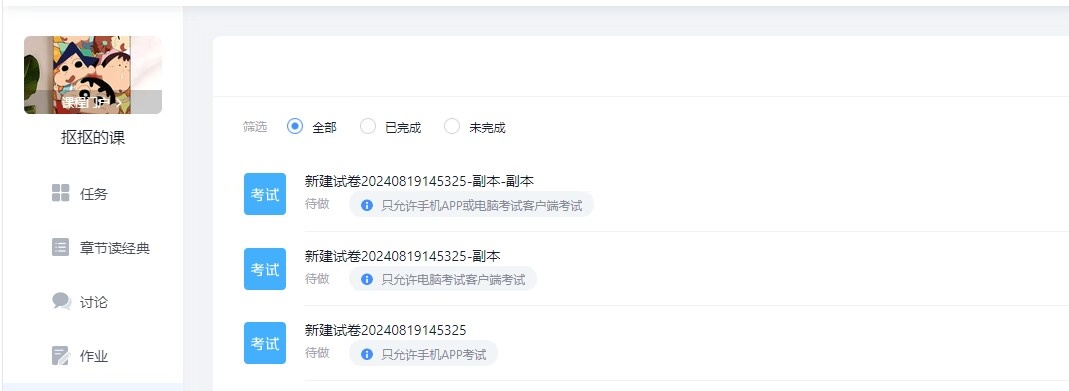 课程门户 >
抠抠的课
任务
章节读经典
讨论
作业
筛选 全部 已完成 未完成
考试
新建试卷20240819145325-副本-副本
待做 只允许手机APP或电脑考试客户端考试
考试
新建试卷20240819145325-副本
待做 只允许电脑考试客户端考试
考试
新建试卷20240819145325
待做 只允许手机APP考试